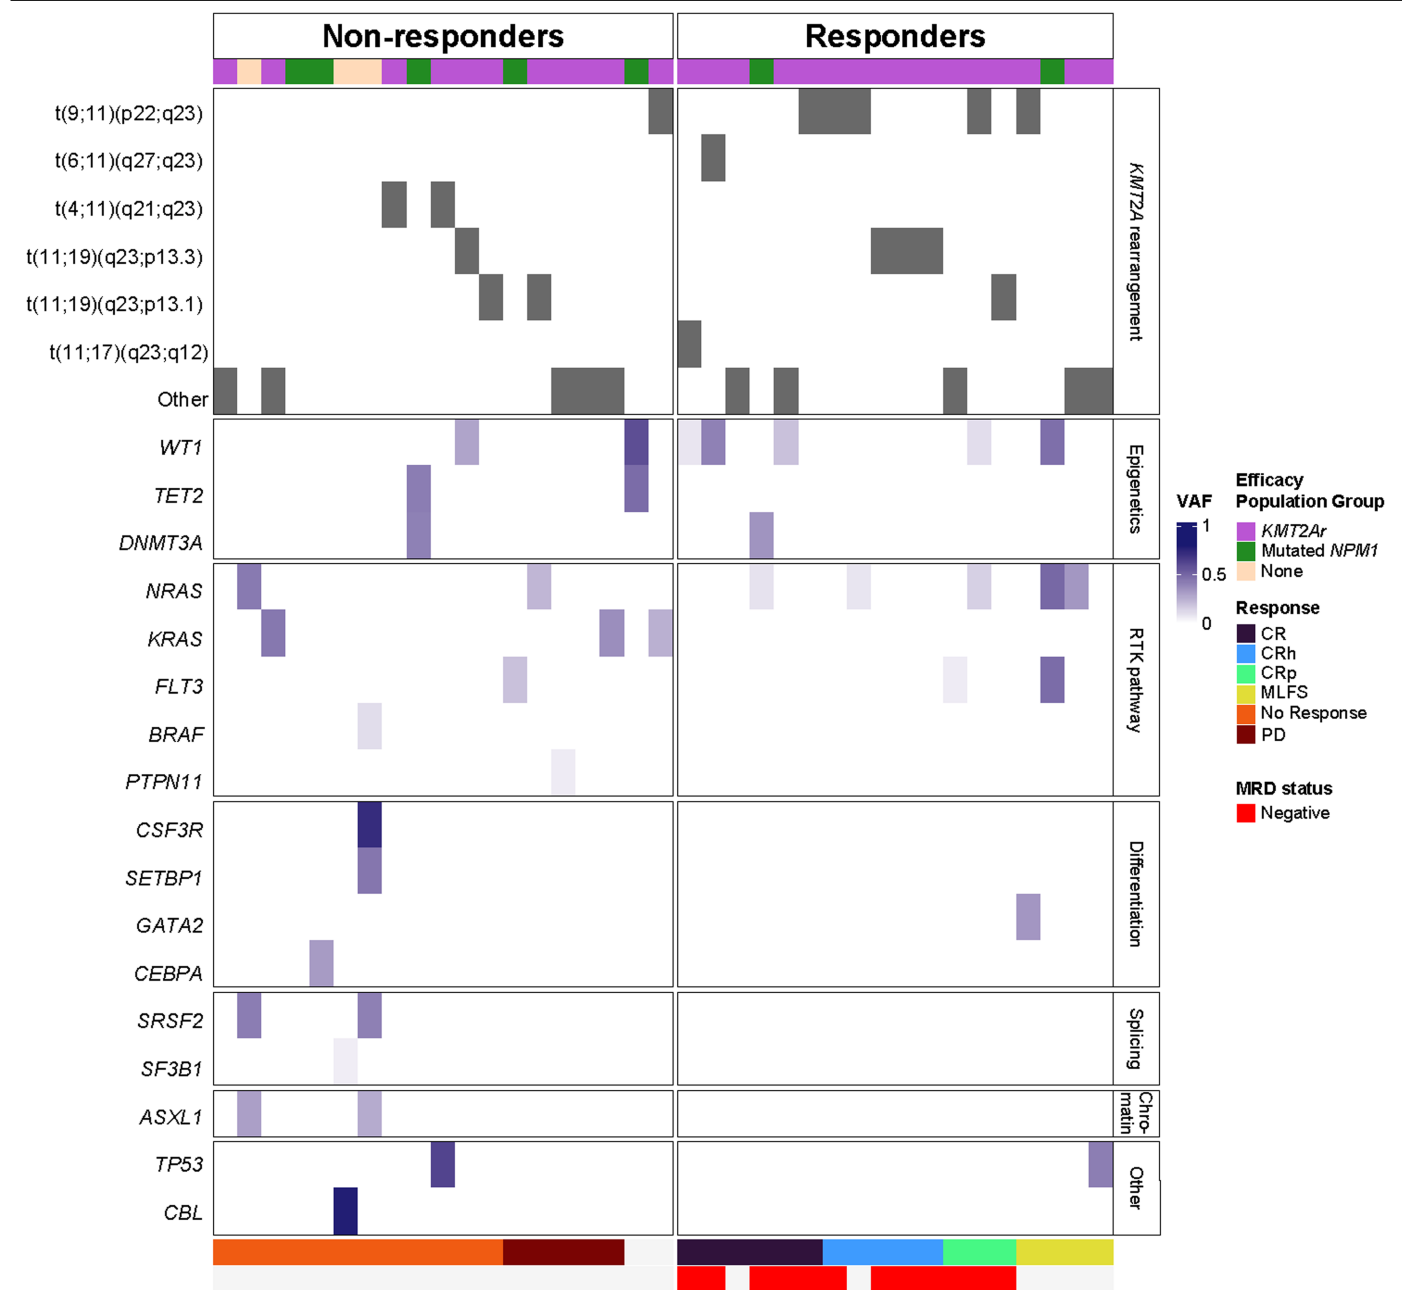 Non-responders
Responders
t(9;11)(p22;q23)
t(6;11)(q27;q23)
t(4;11)(q21;q23)
t(11;19)(q23;p13.3)
t(11;19)(q23;p13.1)
t(11;17)(q23;q12)
Other
KMT2A rearrangement
WT1
TET2
DNMT3A
Epigenetics
NRAS
KRAS
FLT3
BRAF
PTPN11
RTK pathway
CSF3R
SETBP1
GATA2
CEBPA
Differentiation
SRSF2
SF3B1
Splicing
ASXL1
Chro-
matin
TP53
CBL
Other
VAF
1
0.5
0
Efficacy
Population Group
KMT2Ar
Mutated NPM1
None
Response
CR
CRh
CRp
MLFS
No Response
PD
MRD status
Negative